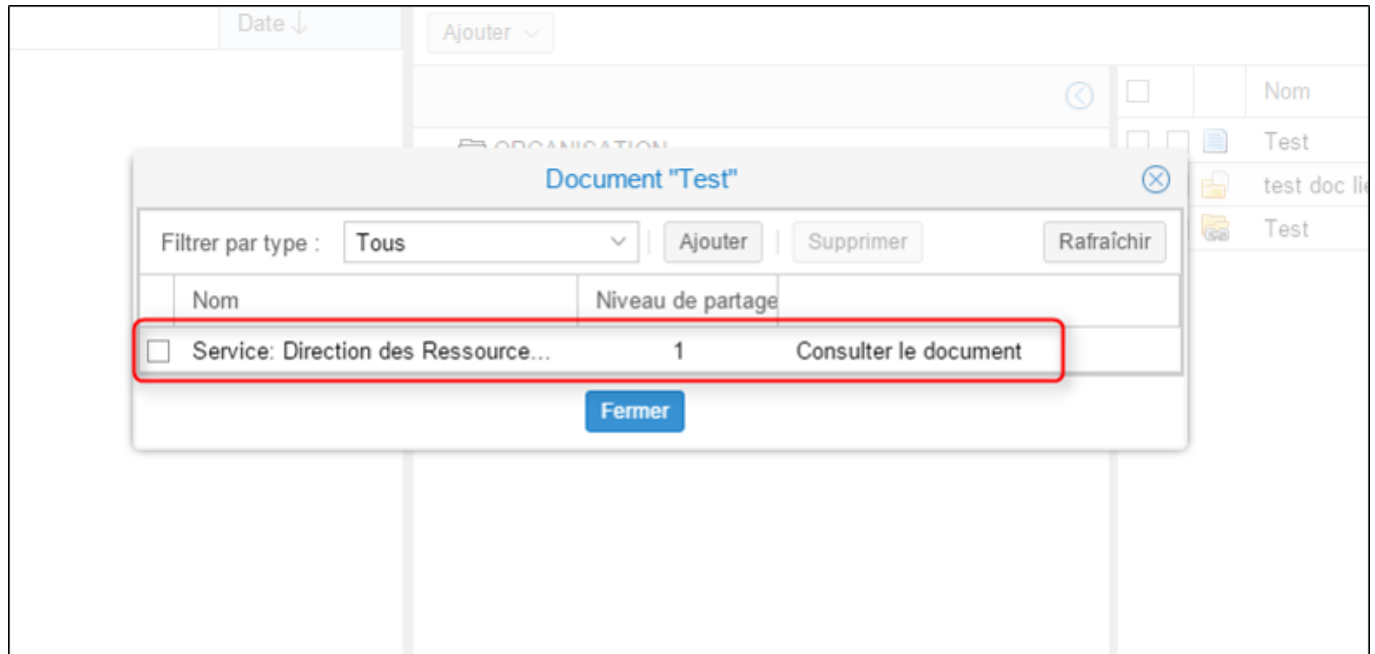 Date ↓
Ajouter
Nom
ORGANISATION
Test
Document "Test"
test doc
Filtrer par type : Tous Ajouter Supprimer Rafraîchir
Test
Nom Niveau de partage
Service: Direction des Ressource... 1 Consulter le document
Fermer